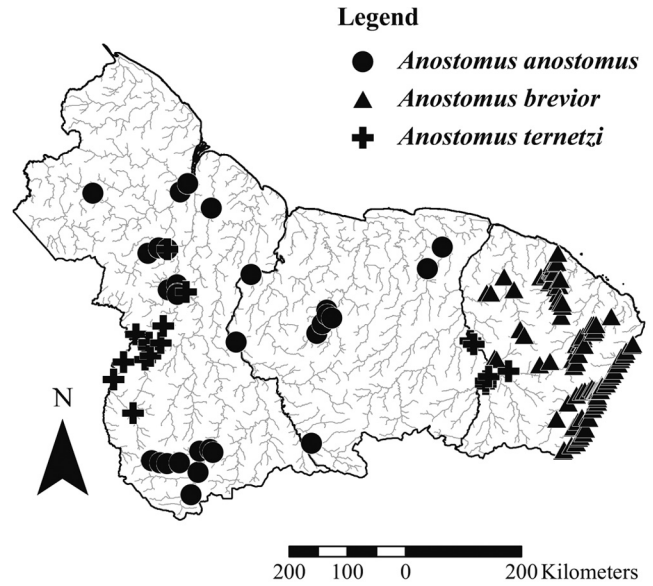 Legend
Anostomus anostomus
Anostomus brevior
Anostomus ternetzi
N
200 100 0 200 Kilometers